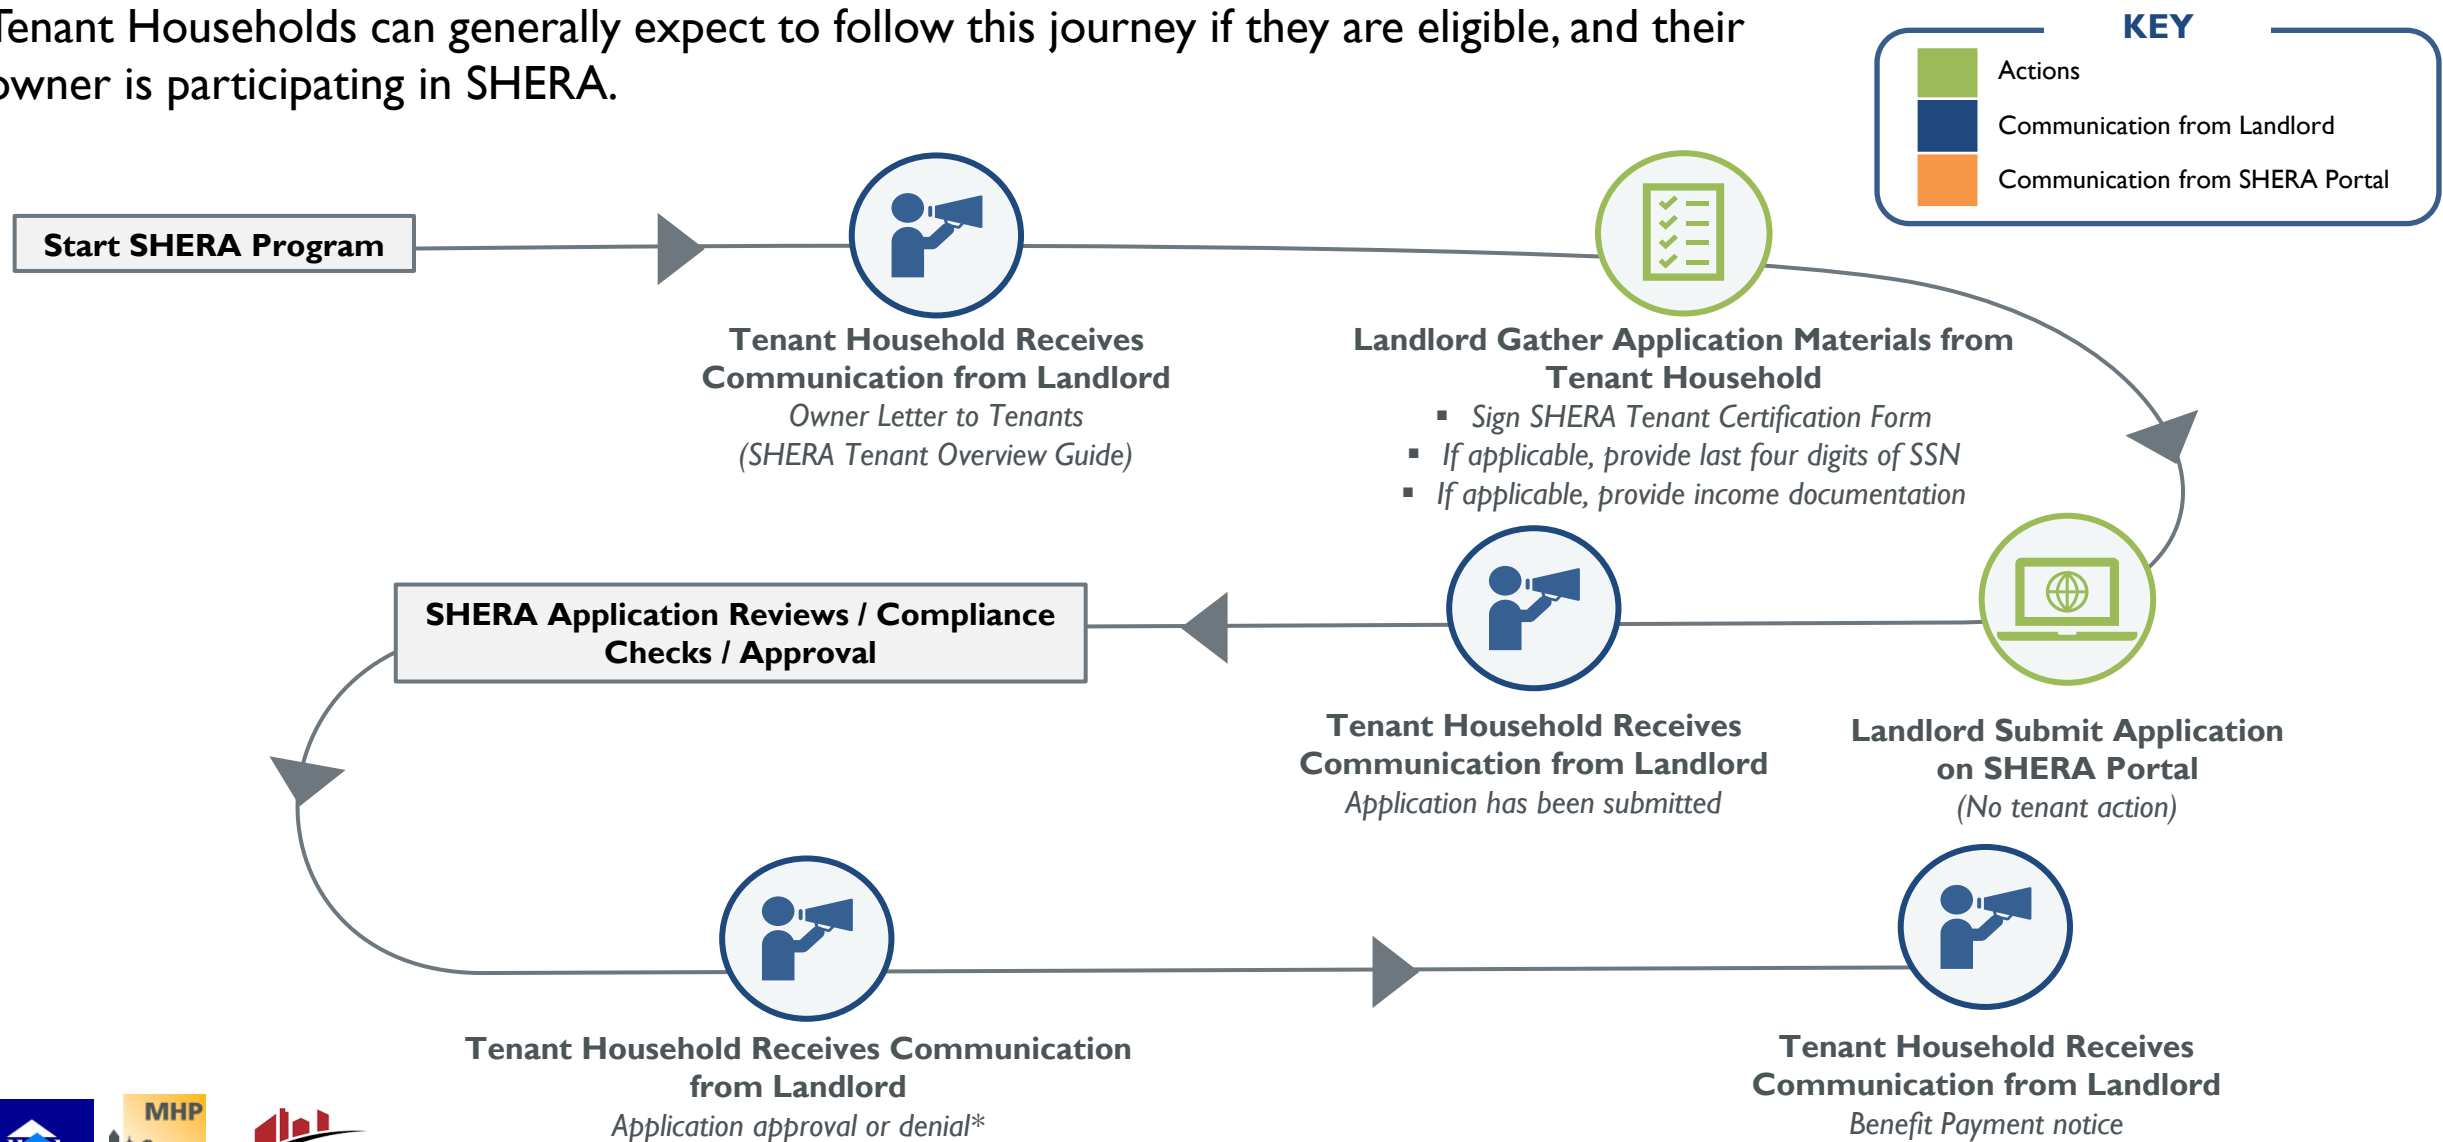 Tenant Households can generally expect to follow this journey if they are eligible, and their
owner is participating in SHERA.
KEY
Actions
Communication from Landlord
Communication from SHERA Portal
Start SHERA Program
Tenant Household Receives
Communication from Landlord
Owner Letter to Tenants
(SHERA Tenant Overview Guide)
Landlord Gather Application Materials from
Tenant Household
▪ Sign SHERA Tenant Certification Form
▪ If applicable, provide last four digits of SSN
▪ If applicable, provide income documentation
SHERA Application Reviews / Compliance
Checks / Approval
Tenant Household Receives
Communication from Landlord
Application has been submitted
Landlord Submit Application
on SHERA Portal
(No tenant action)
Tenant Household Receives Communication
from Landlord
Application approval or denial*
Tenant Household Receives
Communication from Landlord
Benefit Payment notice
MHP